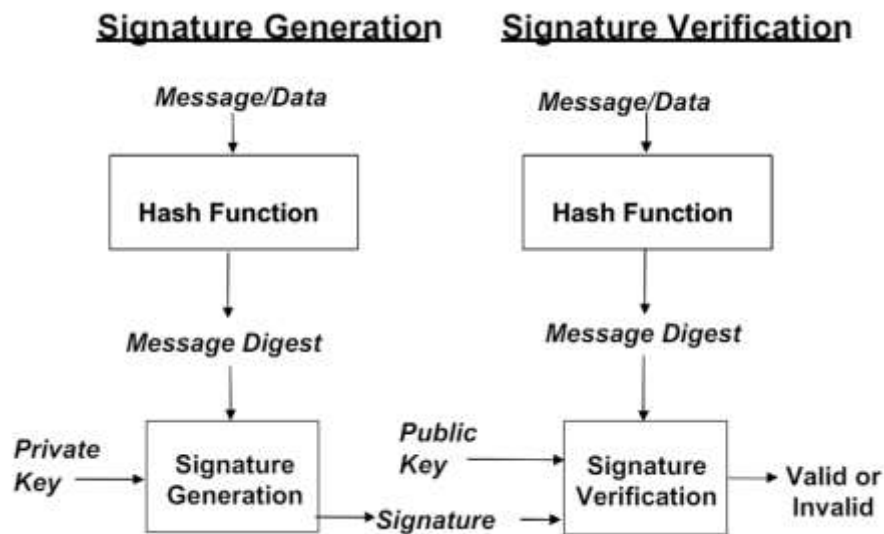 Signature Generation
Signature Verification
Message/Data
Message/Data
Hash Function
Hash Function
Message Digest
Message Digest
Private
Key
Signature
Generation
Public
Key
Signature
Verification
Valid or
Invalid
Signature